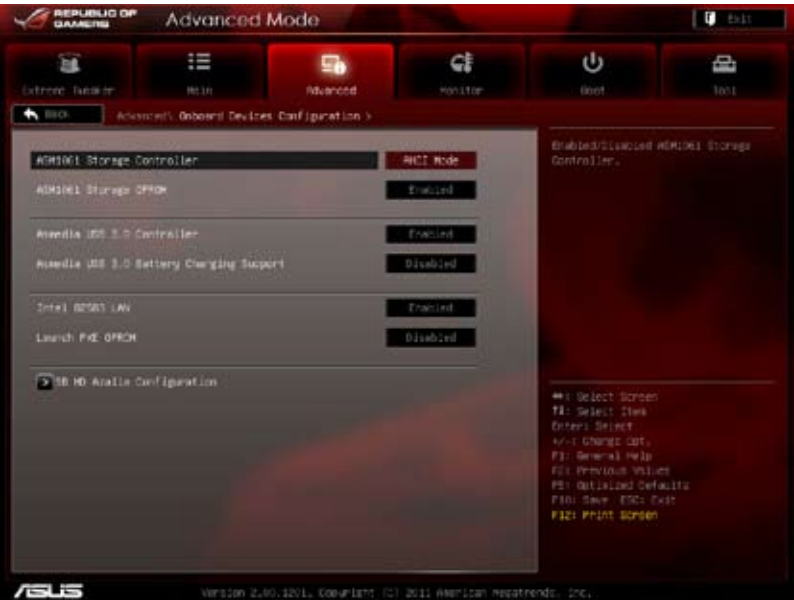 REPUBLIC OF GAMERS
Advanced Mode
Exit
Extreme Tweaker
Main
Advanced
Monitor
Boot
Tool
Back
Advanced\ Onboard Devices Configuration >
ASM1061 Storage Controller
AHCI Mode
ASM1061 Storage OPROM
Enabled
Asmedia USB 3.0 Controller
Enabled
Asmedia USB 3.0 Battery Charging Support
Disabled
Intel 82583 LAN
Enabled
Launch PXE OPROM
Disabled
> SB HD Azalia Configuration
Enabled/Disabled ASM1061 Storage
Controller.
: Select Screen
: Select Item
Enter: Select
+/-: Change Opt.
F1: General Help
F2: Previous Values
F5: Optimized Defaults
F10: Save ESC: Exit
F12: Print Screen
ASUS
Version 2.00.1201. Copyright (C) 2011 American Megatrends, Inc.